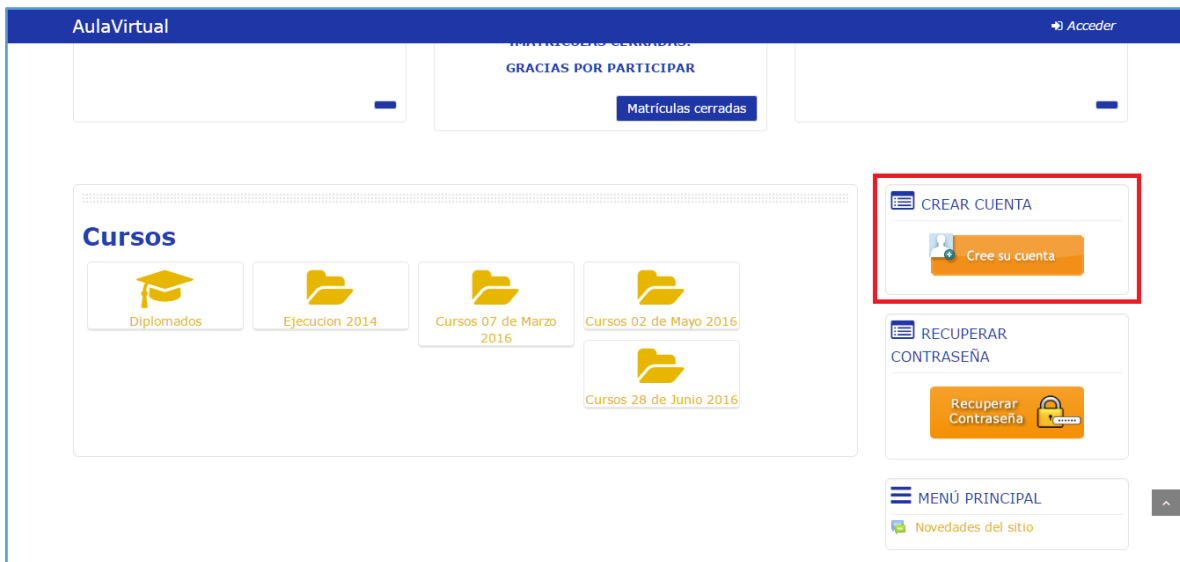 AulaVirtual
Acceder
¡MATRÍCULAS CERRADAS!
GRACIAS POR PARTICIPAR
Matrículas cerradas
Cursos
Diplomados
Ejecucion 2014
Cursos 07 de Marzo
2016
Cursos 02 de Mayo 2016
Cursos 28 de Junio 2016
CREAR CUENTA
Cree su cuenta
RECUPERAR
CONTRASEÑA
Recuperar
Contraseña
MENÚ PRINCIPAL
Novedades del sitio